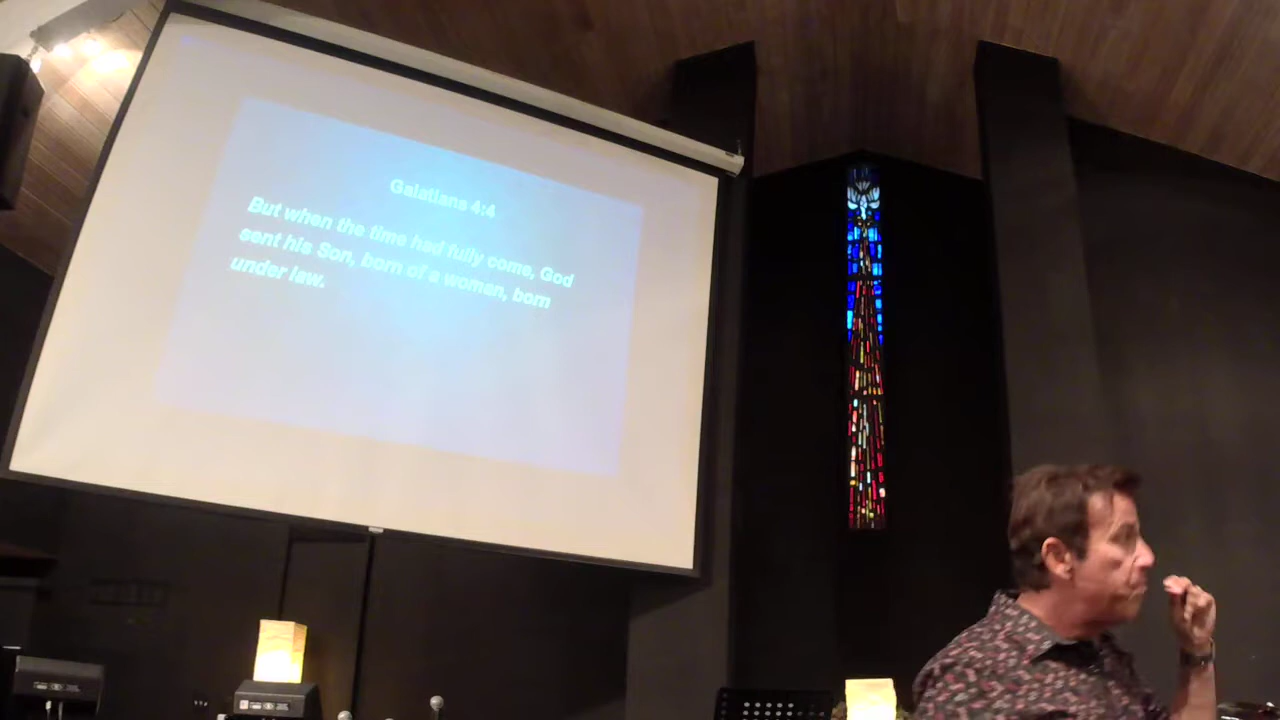 Galatians 4:4
But when the time had fully come, God
sent his Son, born of a woman, born
under law.